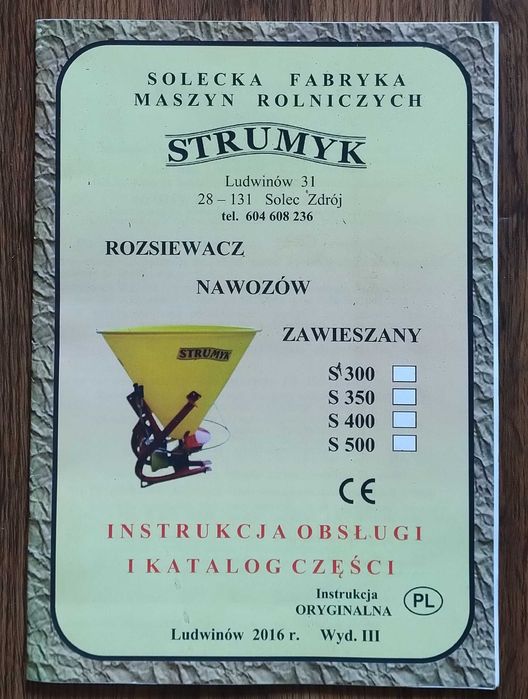 SOLECKA FABRYKA
MASZYN ROLNICZYCH
STRUMYK
Ludwinów 31
28 – 131 Solec Zdrój
tel. 604 608 236
ROZSIEWACZ
NAWOZÓW
ZAWIESZANY
STRUMYK
S 300
S 350
S 400
S 500
CE
INSTRUKCJA OBSŁUGI
I KATALOG CZĘŚCI
Instrukcja
ORYGINALNA
PL
Ludwinów 2016 r. Wyd. III